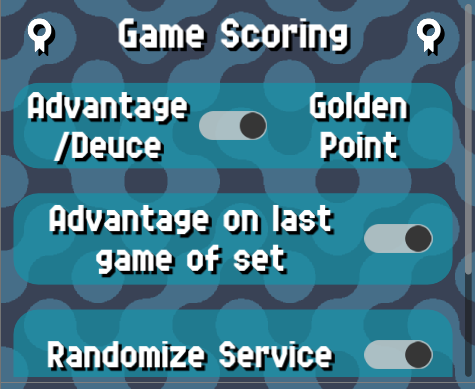 Game Scoring
Advantage
/Deuce
Golden
Point
Advantage on last
game of set
Randomize Service